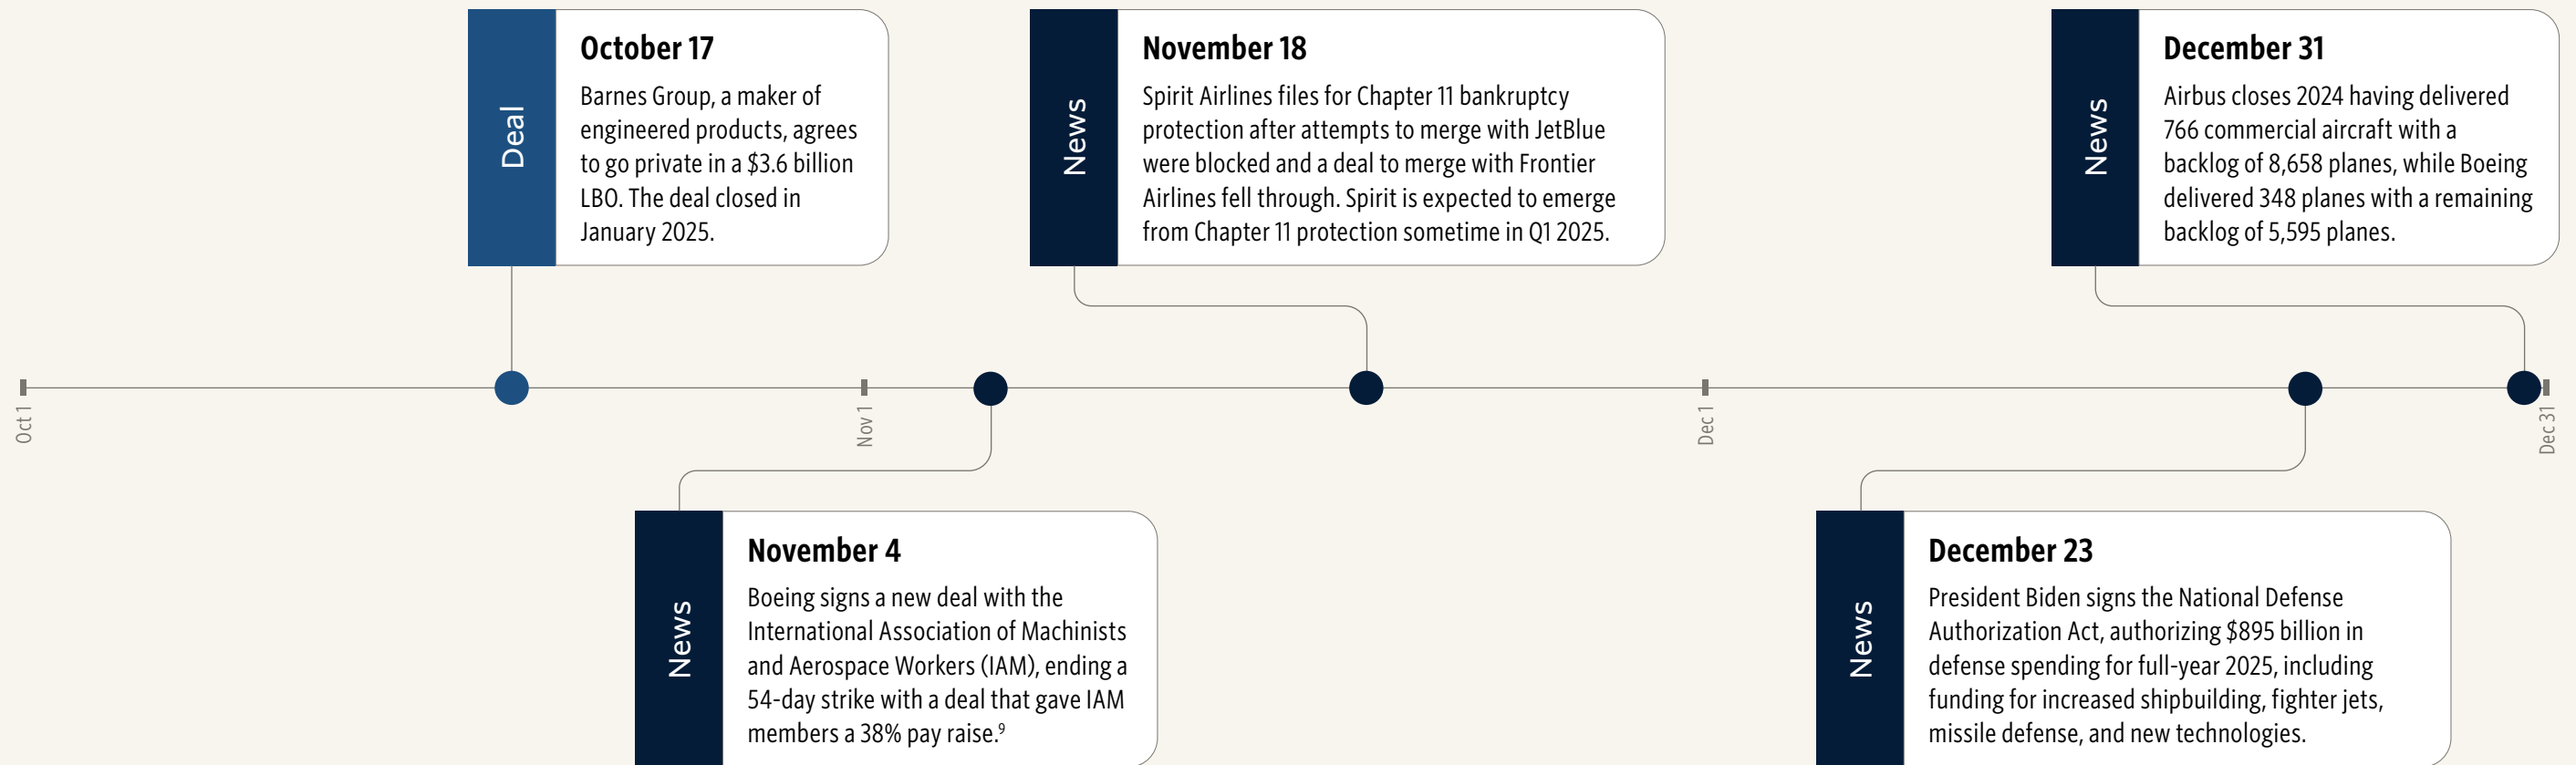 Deal
October 17
Barnes Group, a maker of
engineered products, agrees
to go private in a $3.6 billion
LBO. The deal closed in
January 2025.
News
November 18
Spirit Airlines files for Chapter 11 bankruptcy
protection after attempts to merge with JetBlue
were blocked and a deal to merge with Frontier
Airlines fell through. Spirit is expected to emerge
from Chapter 11 protection sometime in Q1 2025.
News
December 31
Airbus closes 2024 having delivered
766 commercial aircraft with a
backlog of 8,658 planes, while Boeing
delivered 348 planes with a remaining
backlog of 5,595 planes.
Oct 1
Nov 1
Dec 1
Dec 31
News
November 4
Boeing signs a new deal with the
International Association of Machinists
and Aerospace Workers (IAM), ending a
54-day strike with a deal that gave IAM
members a 38% pay raise.⁹
News
December 23
President Biden signs the National Defense
Authorization Act, authorizing $895 billion in
defense spending for full-year 2025, including
funding for increased shipbuilding, fighter jets,
missile defense, and new technologies.